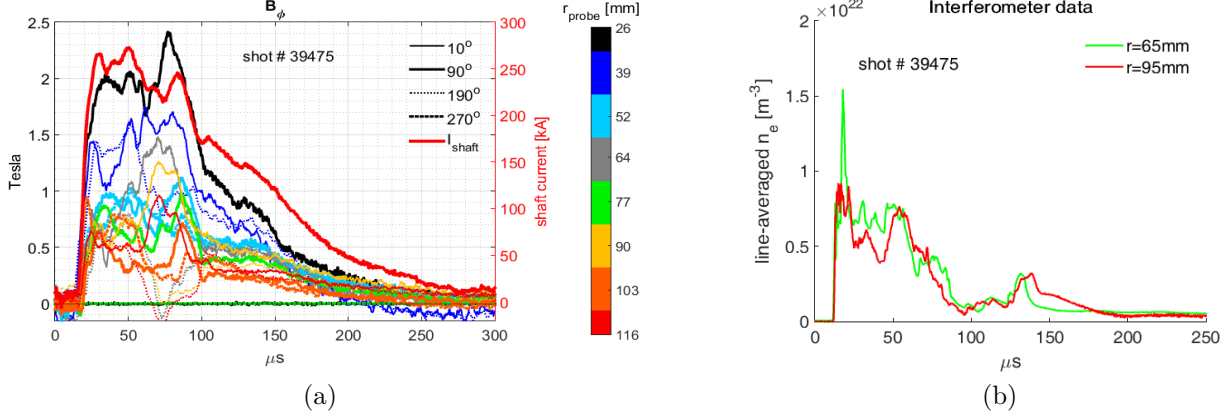 B_ϕ
shot # 39475
10°
90°
190°
270°
I_shaft
Tesla
2.5
2
1.5
1
0.5
0
0 50 100 150 200 250 300
μs
300
250
200
150
100
50
0
shaft current [kA]
r_probe [mm]
26
39
52
64
77
90
103
116
(a)
Interferometer data
×10^22
shot # 39475
r=65mm
r=95mm
line-averaged n_e [m^-3]
2
1.5
1
0.5
0
0 50 100 150 200 250
μs
(b)